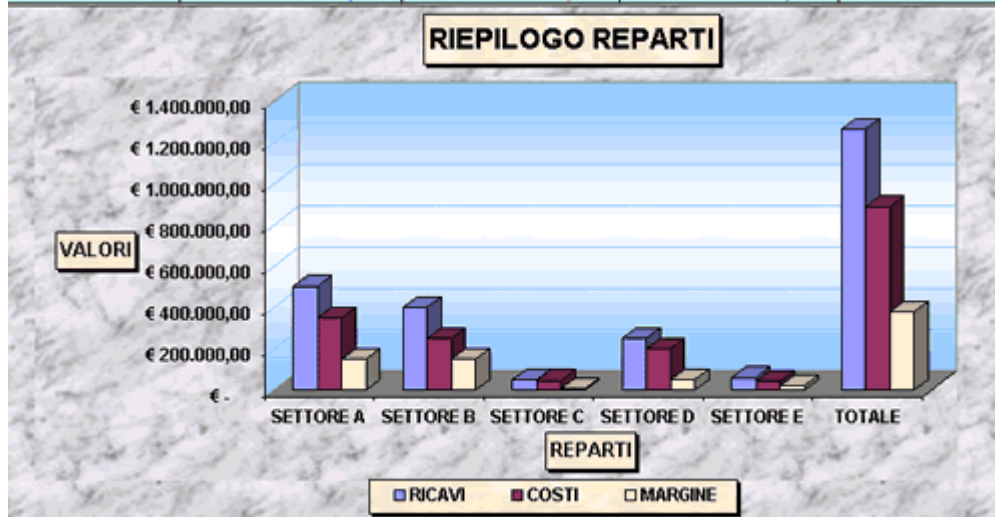 RIEPILOGO REPARTI
€ 1.400.000,00
€ 1.200.000,00
€ 1.000.000,00
€ 800.000,00
€ 600.000,00
€ 400.000,00
€ 200.000,00
€ -
VALORI
SETTORE A SETTORE B SETTORE C SETTORE D SETTORE E TOTALE
REPARTI
RICAVI COSTI MARGINE